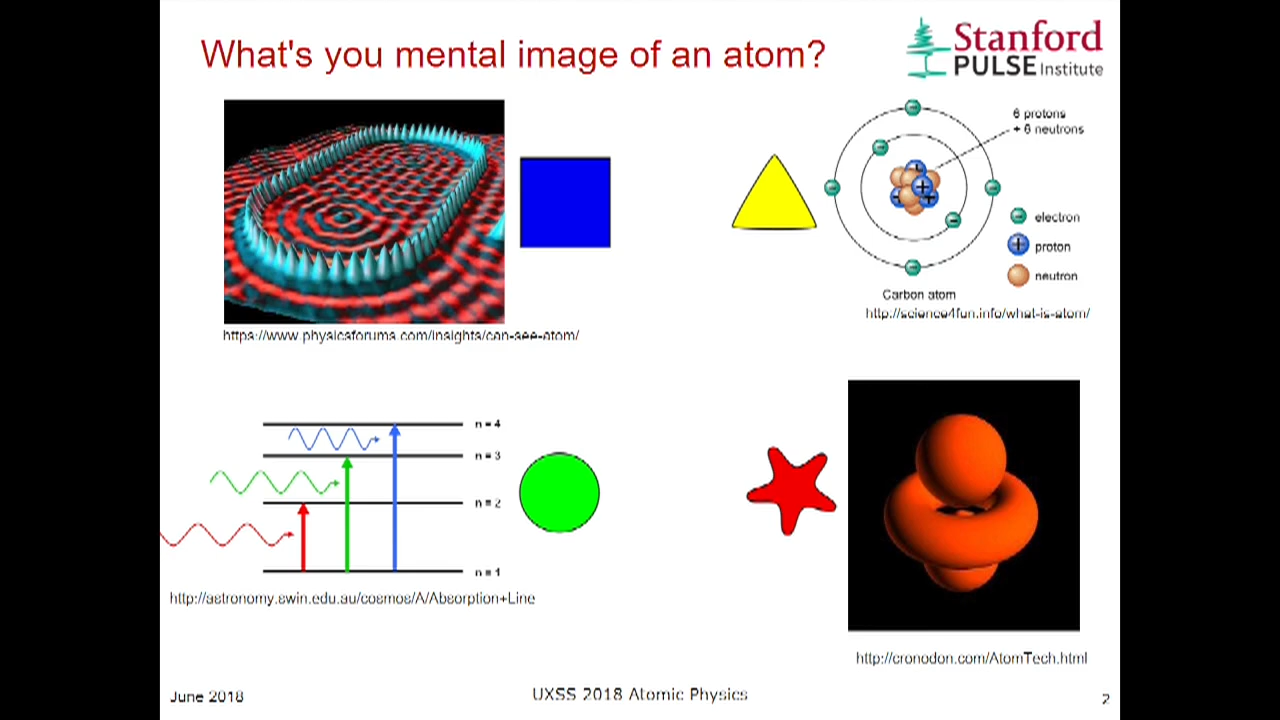 What's you mental image of an atom?
Stanford
PULSE Institute
6 protons
+ 6 neutrons
electron
proton
neutron
Carbon atom
http://science4fun.info/what-is-atom/
https://www.physicsforums.com/insights/can-see-atom/
n = 4
n = 3
n = 2
n = 1
http://astronomy.swin.edu.au/cosmos/A/Absorption+Line
http://cronodon.com/AtomTech.html
June 2018
UXSS 2018 Atomic Physics
2